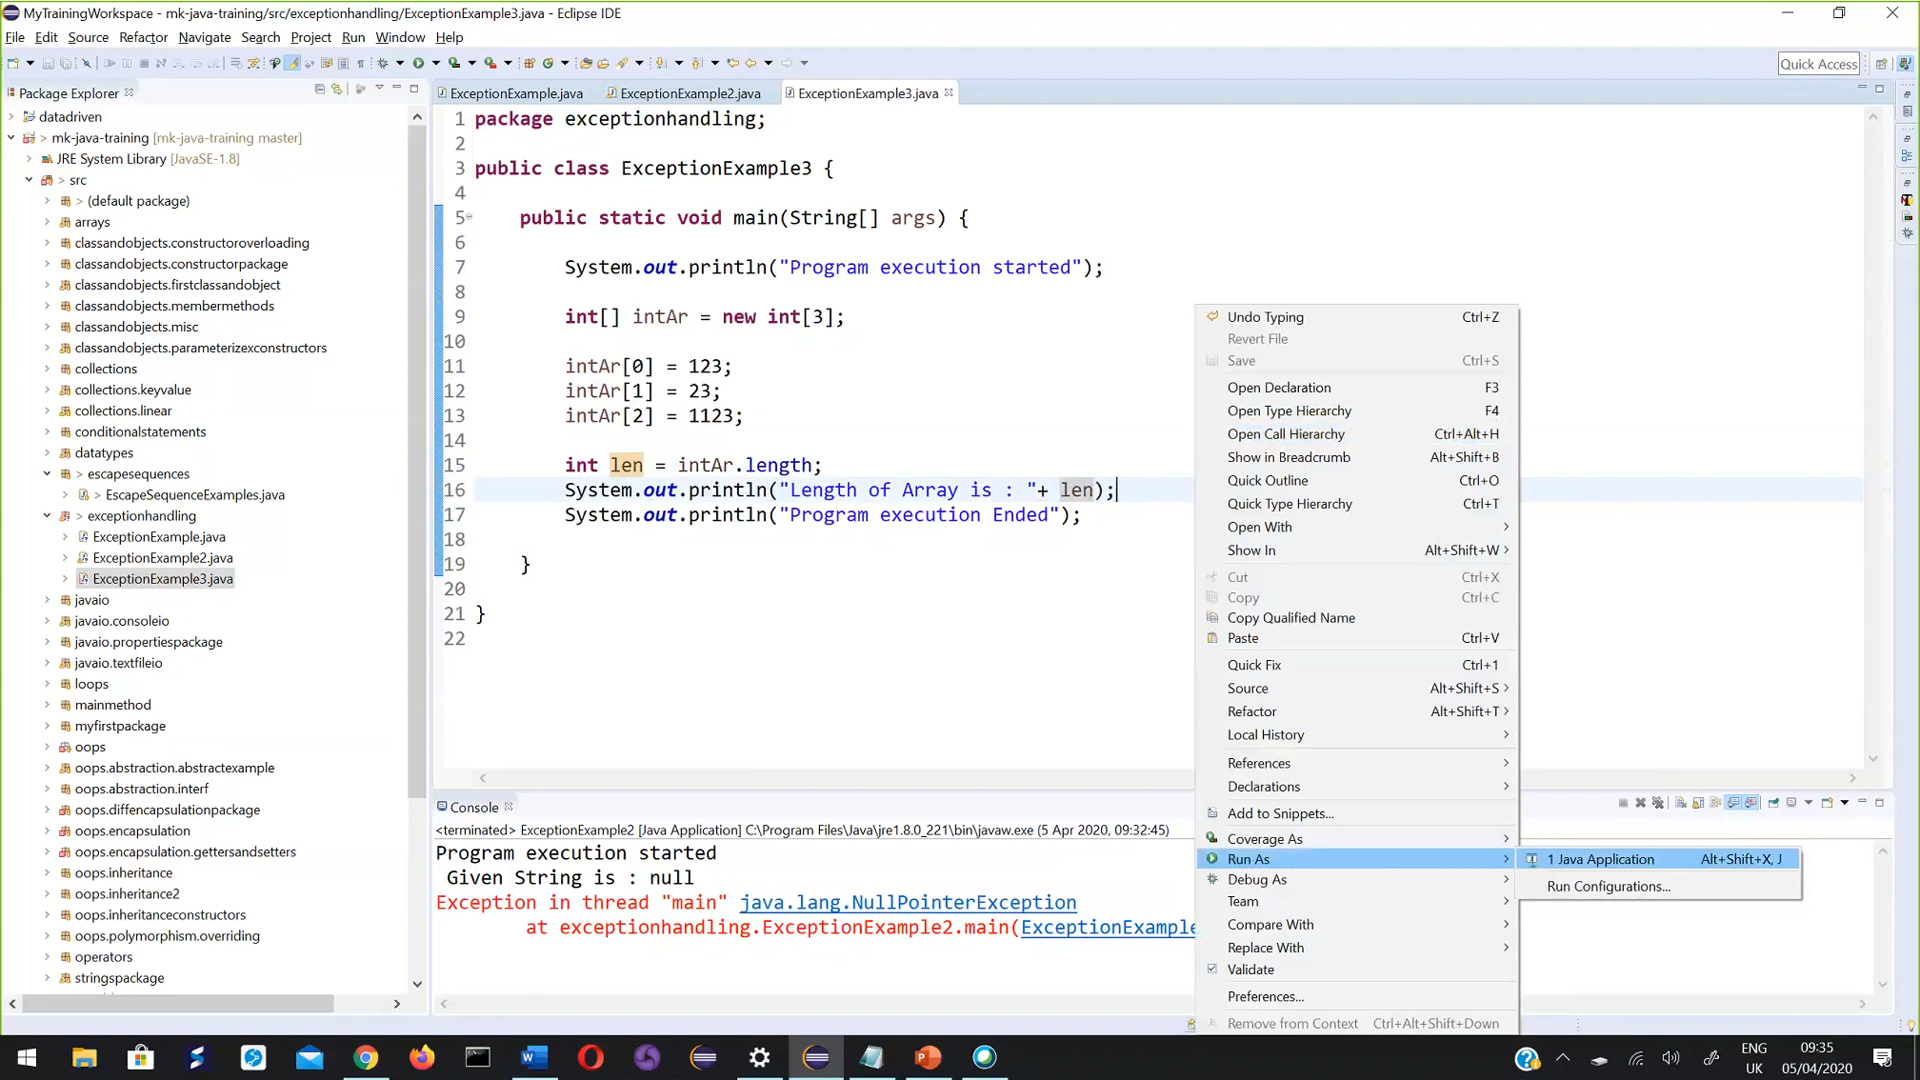 MyTrainingWorkspace - mk-java-training/src/exceptionhandling/ExceptionExample3.java - Eclipse IDE
File Edit Source Refactor Navigate Search Project Run Window Help
Quick Access
Package Explorer
ExceptionExample.java ExceptionExample2.java ExceptionExample3.java
datadriven
> mk-java-training [mk-java-training master]
JRE System Library [JavaSE-1.8]
> src
> (default package)
arrays
classandobjects.constructoroverloading
classandobjects.constructorpackage
classandobjects.firstclassandobject
classandobjects.membermethods
classandobjects.misc
classandobjects.parameterizexconstructors
collections
collections.keyvalue
collections.linear
conditionalstatements
datatypes
> escapesequences
> EscapeSequenceExamples.java
> exceptionhandling
ExceptionExample.java
ExceptionExample2.java
ExceptionExample3.java
javaio
javaio.consoleio
javaio.propertiespackage
javaio.textfileio
loops
mainmethod
myfirstpackage
oops
oops.abstraction.abstractexample
oops.abstraction.interf
oops.diffencapsulationpackage
oops.encapsulation
oops.encapsulation.gettersandsetters
oops.inheritance
oops.inheritance2
oops.inheritanceconstructors
oops.polymorphism.overriding
operators
stringspackage
1 package exceptionhandling;
2
3 public class ExceptionExample3 {
4
5 public static void main(String[] args) {
6
7 System.out.println("Program execution started");
8
9 int[] intAr = new int[3];
10
11 intAr[0] = 123;
12 intAr[1] = 23;
13 intAr[2] = 1123;
14
15 int len = intAr.length;
16 System.out.println("Length of Array is : "+ len);
17 System.out.println("Program execution Ended");
18
19 }
20
21 }
22
Undo Typing Ctrl+Z
Revert File
Save Ctrl+S
Open Declaration F3
Open Type Hierarchy F4
Open Call Hierarchy Ctrl+Alt+H
Show in Breadcrumb Alt+Shift+B
Quick Outline Ctrl+O
Quick Type Hierarchy Ctrl+T
Open With
Show In Alt+Shift+W
Cut Ctrl+X
Copy Ctrl+C
Copy Qualified Name
Paste Ctrl+V
Quick Fix Ctrl+1
Source Alt+Shift+S
Refactor Alt+Shift+T
Local History
References
Declarations
Add to Snippets...
Coverage As
Run As
Debug As
Team
Compare With
Replace With
Validate
Preferences...
Remove from Context Ctrl+Alt+Shift+Down
1 Java Application Alt+Shift+X, J
Run Configurations...
Console
<terminated> ExceptionExample2 [Java Application] C:\Program Files\Java\jre1.8.0_221\bin\javaw.exe (5 Apr 2020, 09:32:45)
Program execution started
Given String is : null
Exception in thread "main" java.lang.NullPointerException
at exceptionhandling.ExceptionExample2.main(ExceptionExample
ENG
UK
09:35
05/04/2020